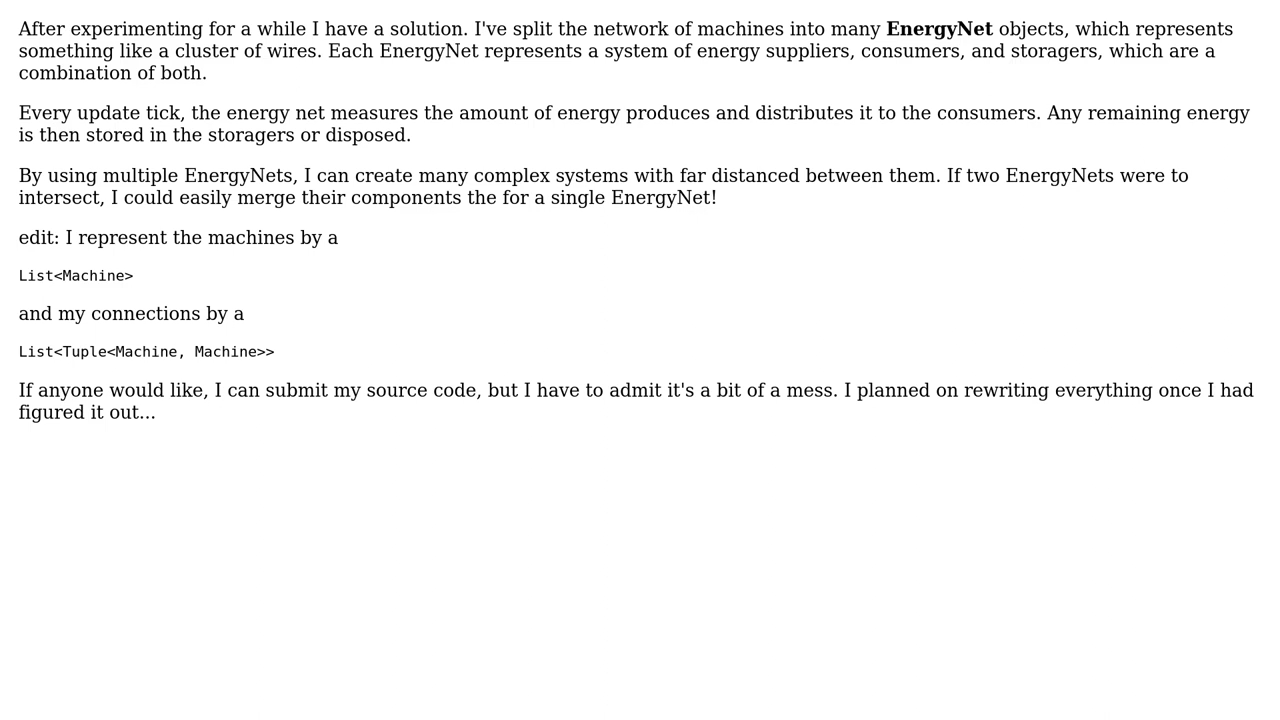 After experimenting for a while I have a solution. I've split the network of machines into many EnergyNet objects, which represents
something like a cluster of wires. Each EnergyNet represents a system of energy suppliers, consumers, and storagers, which are a
combination of both.
Every update tick, the energy net measures the amount of energy produces and distributes it to the consumers. Any remaining energy
is then stored in the storagers or disposed.
By using multiple EnergyNets, I can create many complex systems with far distanced between them. If two EnergyNets were to
intersect, I could easily merge their components the for a single EnergyNet!
edit: I represent the machines by a
List<Machine>
and my connections by a
List<Tuple<Machine, Machine>>
If anyone would like, I can submit my source code, but I have to admit it's a bit of a mess. I planned on rewriting everything once I had
figured it out...